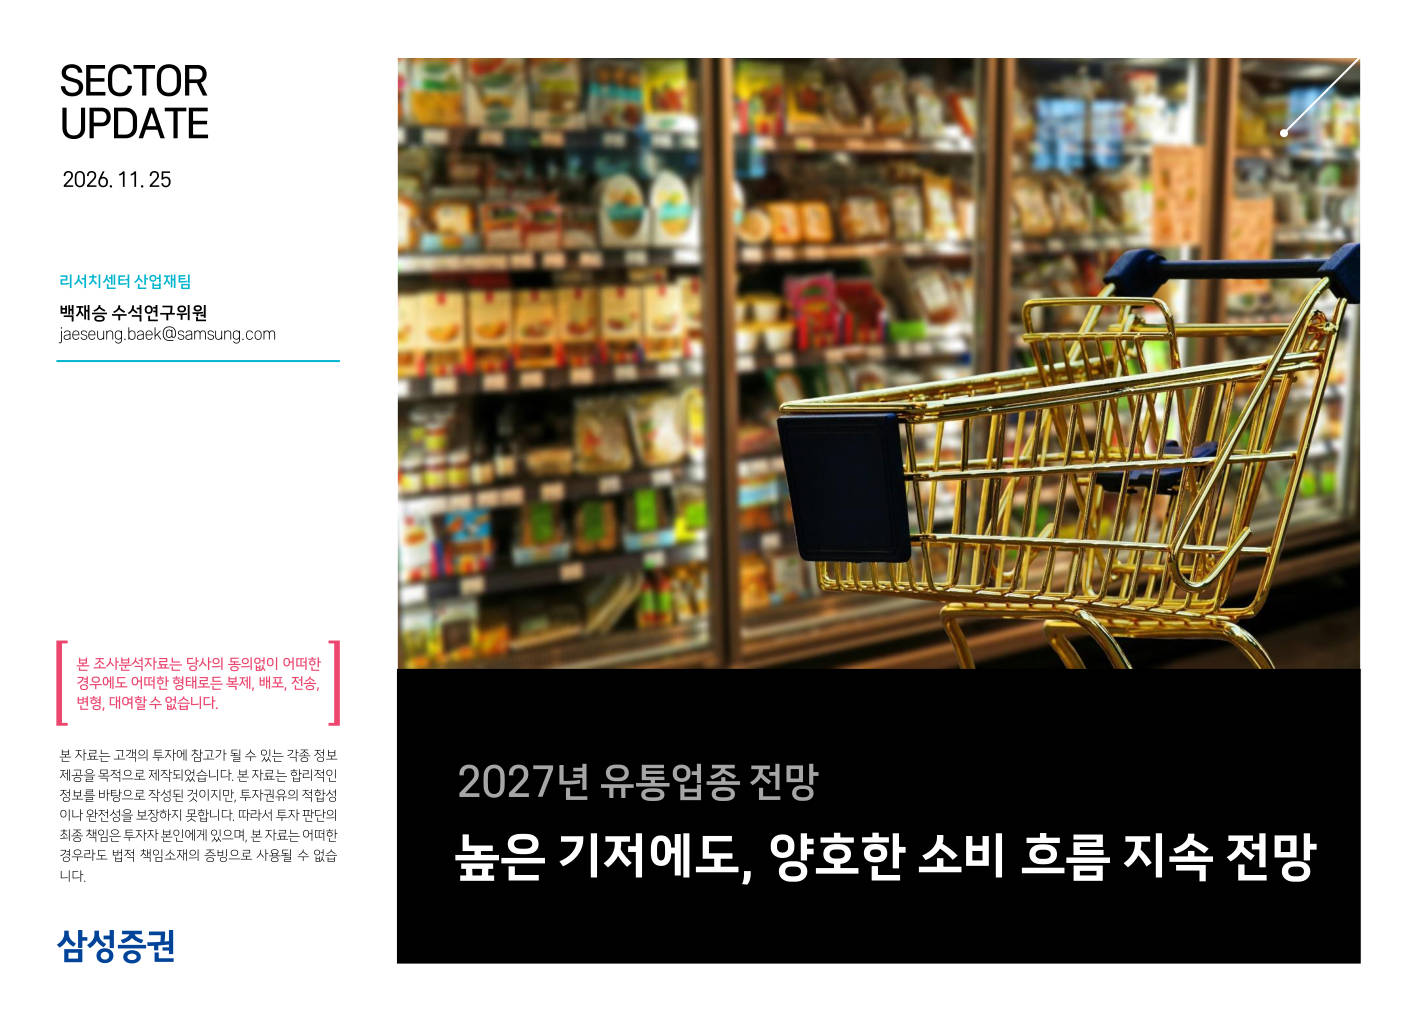 SECTOR
UPDATE
2026. 11. 25
리서치센터 산업재팀
백재승 수석연구위원
jaeseung.baek@samsung.com
본 조사분석자료는 당사의 동의없이 어떠한
경우에도 어떠한 형태로든 복제, 배포, 전송,
변형, 대여할 수 없습니다.
본 자료는 고객의 투자에 참고가 될 수 있는 각종 정보
제공을 목적으로 제작되었습니다. 본 자료는 합리적인
정보를 바탕으로 작성된 것이지만, 투자권유의 적합성
이나 완전성을 보장하지 못합니다. 따라서 투자 판단의
최종 책임은 투자자 본인에게 있으며, 본 자료는 어떠한
경우라도 법적 책임소재의 증빙으로 사용될 수 없습
니다.
삼성증권
2027년 유통업종 전망
높은 기저에도, 양호한 소비 흐름 지속 전망